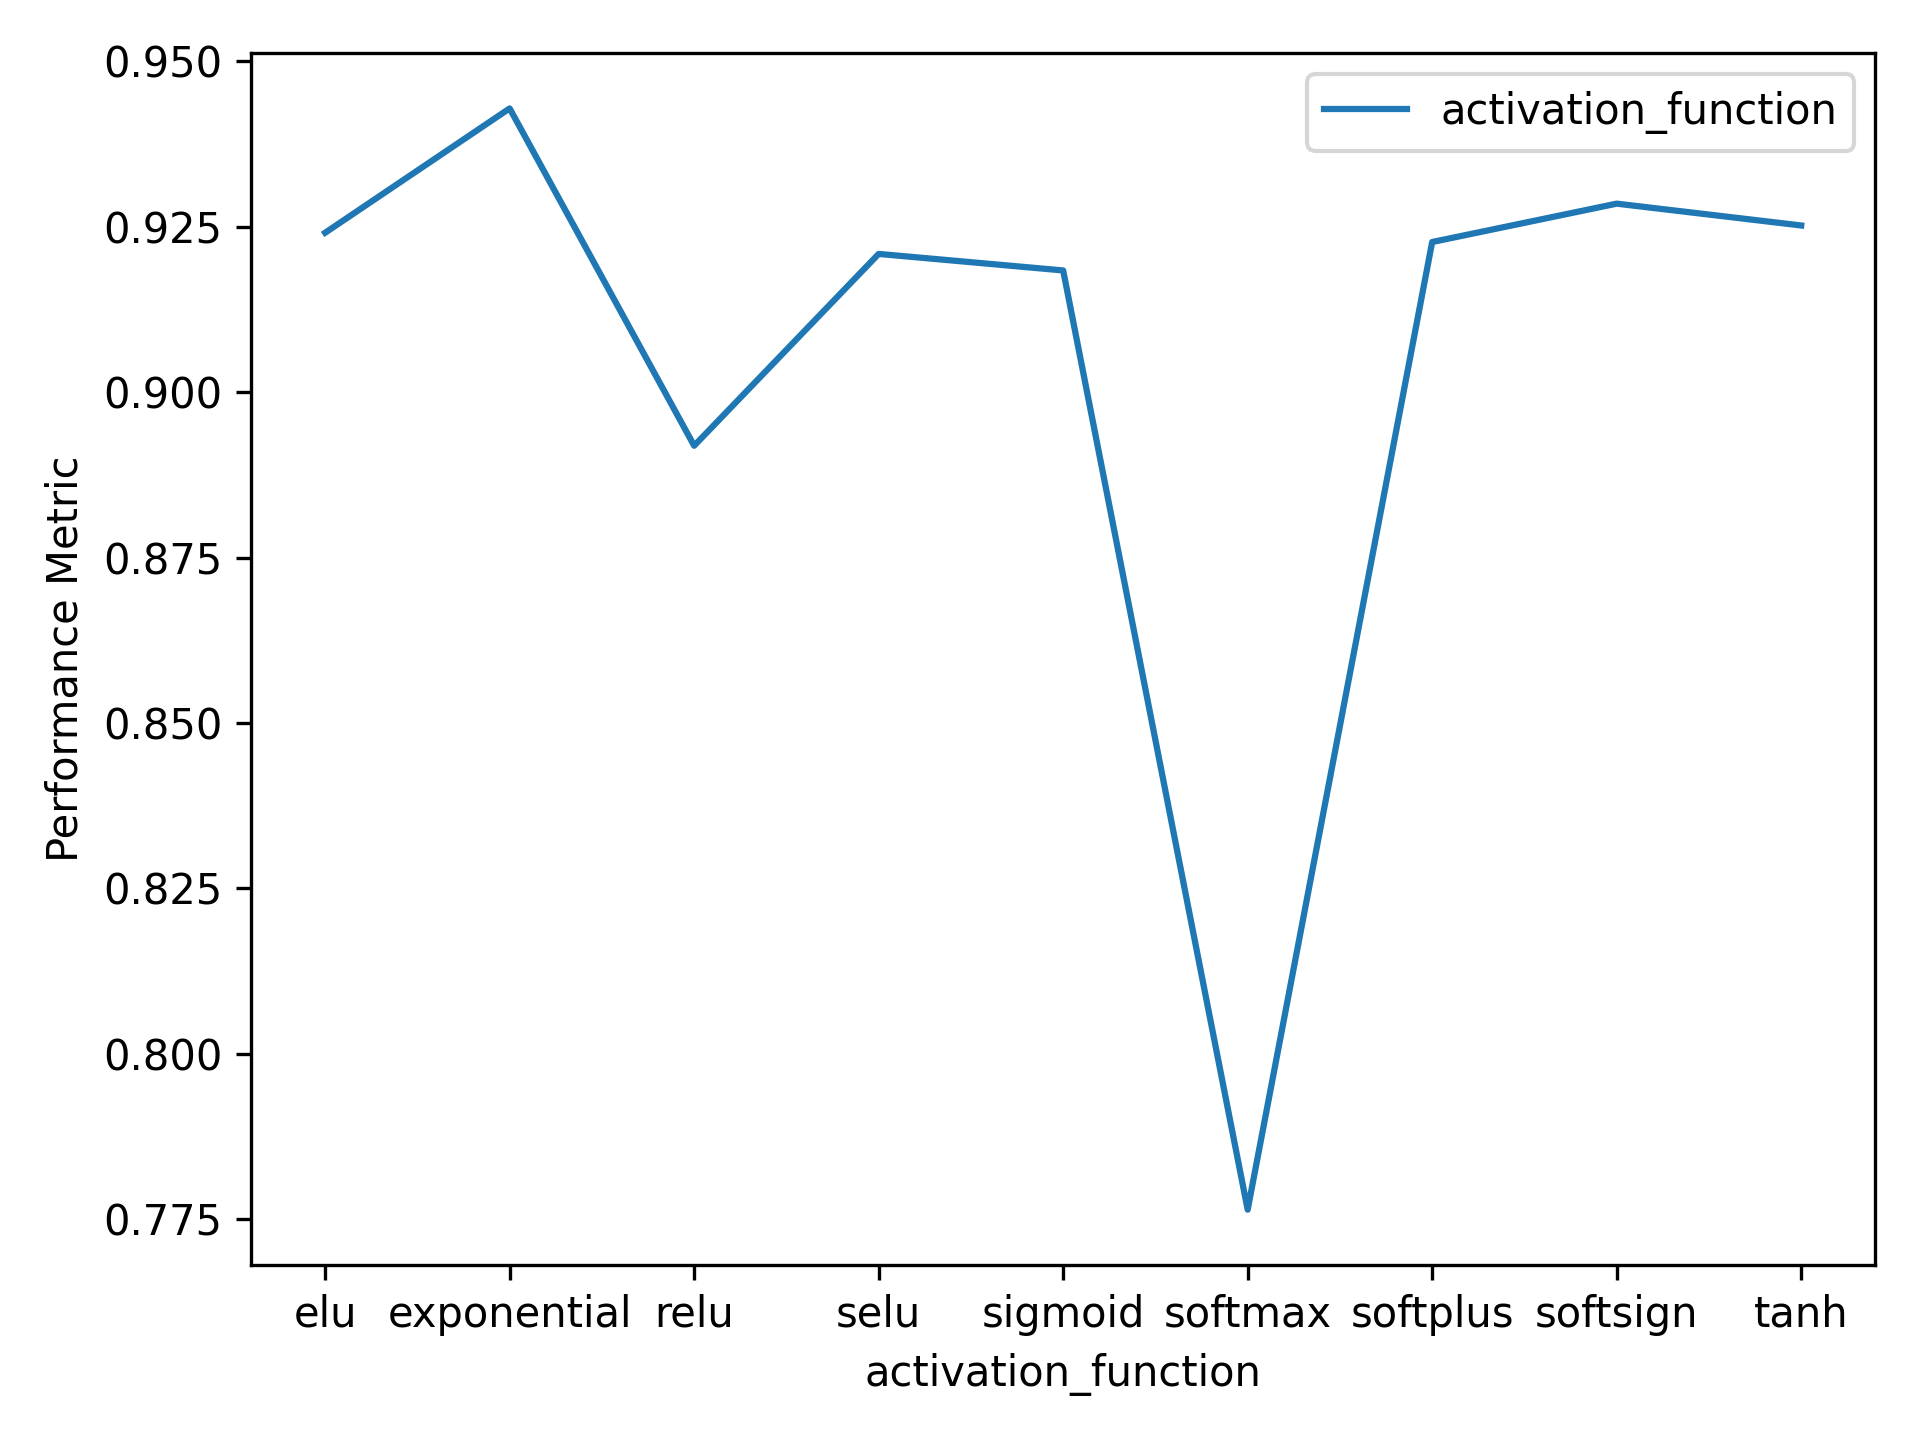 0.950
0.925
0.900
0.875
0.850
0.825
0.800
0.775
Performance Metric
activation_function
elu exponential relu selu sigmoid softmax softplus softsign tanh
activation_function